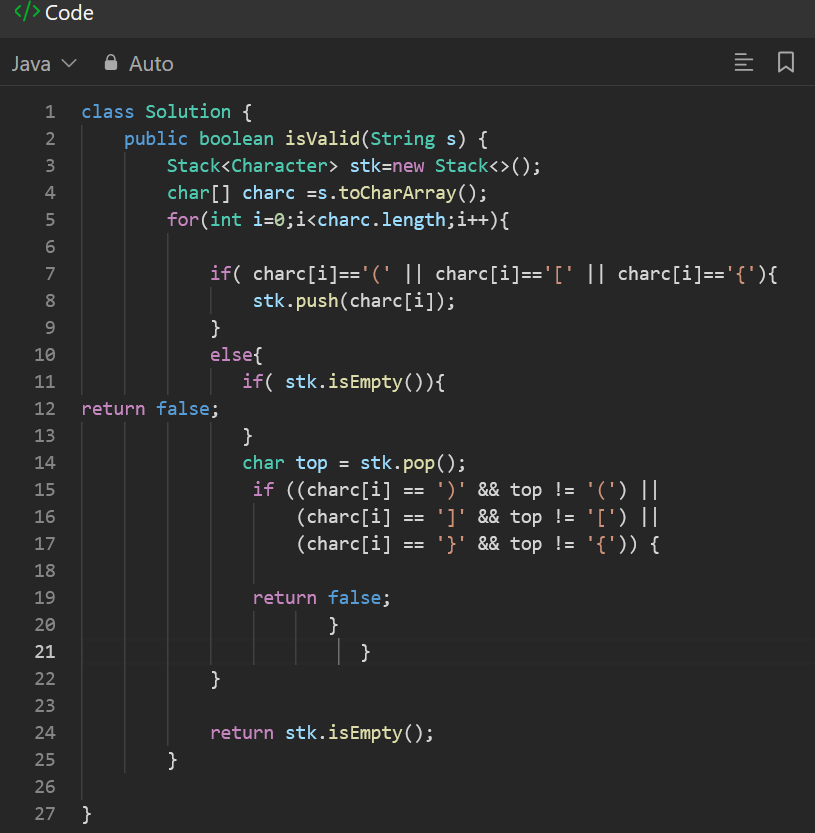 </> Code
Java Auto
1 class Solution {
2     public boolean isValid(String s) {
3         Stack<Character> stk=new Stack<>();
4         char[] charc =s.toCharArray();
5         for(int i=0;i<charc.length;i++){
6
7             if( charc[i]=='(' || charc[i]=='[' || charc[i]=='{'){
8                 stk.push(charc[i]);
9             }
10             else{
11                if( stk.isEmpty()){
12 return false;
13                }
14                char top = stk.pop();
15                 if ((charc[i] == ')' && top != '(') ||
16                     (charc[i] == ']' && top != '[') ||
17                     (charc[i] == '}' && top != '{')) {
18
19                 return false;
20                        }
21                           }
22             }
23
24             return stk.isEmpty();
25         }
26
27 }